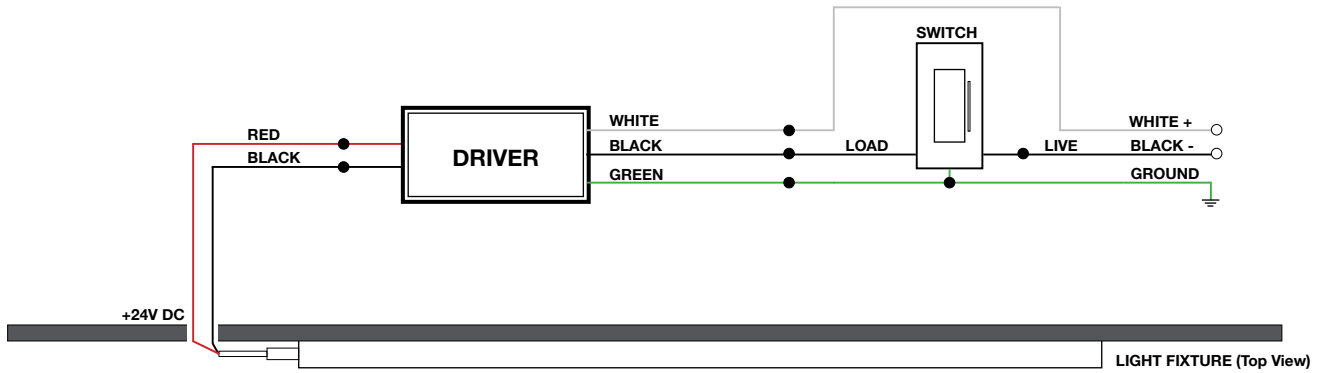 SWITCH
WHITE
WHITE +
RED
BLACK
LOAD
LIVE
BLACK -
BLACK
DRIVER
GREEN
GROUND
+24V DC
LIGHT FIXTURE (Top View)